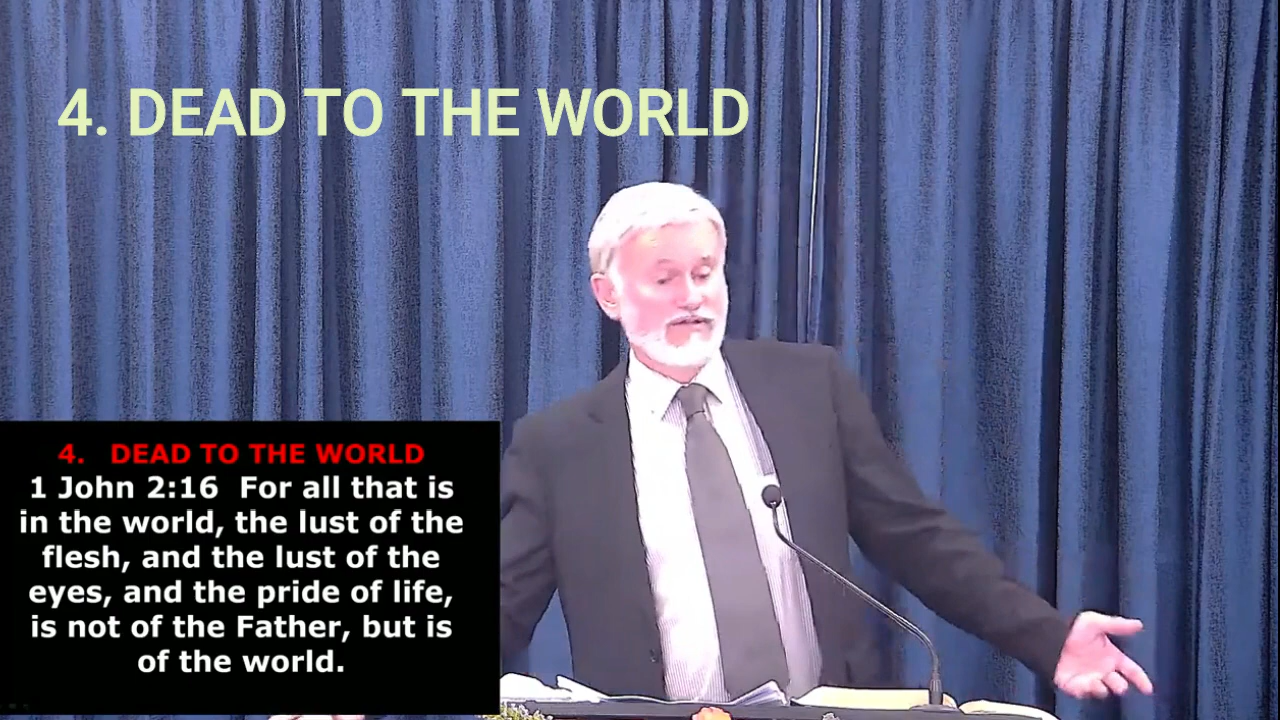 4. DEAD TO THE WORLD
4. DEAD TO THE WORLD
1 John 2:16 For all that is
in the world, the lust of the
flesh, and the lust of the
eyes, and the pride of life,
is not of the Father, but is
of the world.